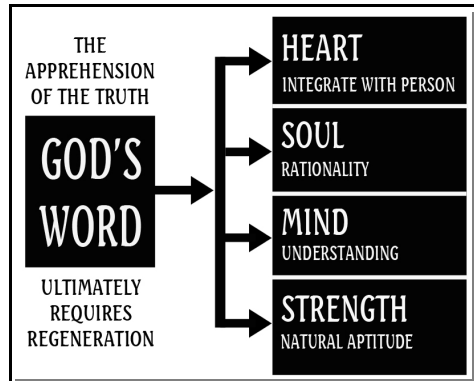 THE
APPREHENSION
OF THE TRUTH
GOD'S
WORD
ULTIMATELY
REQUIRES
REGENERATION
HEART
INTEGRATE WITH PERSON
SOUL
RATIONALITY
MIND
UNDERSTANDING
STRENGTH
NATURAL APTITUDE